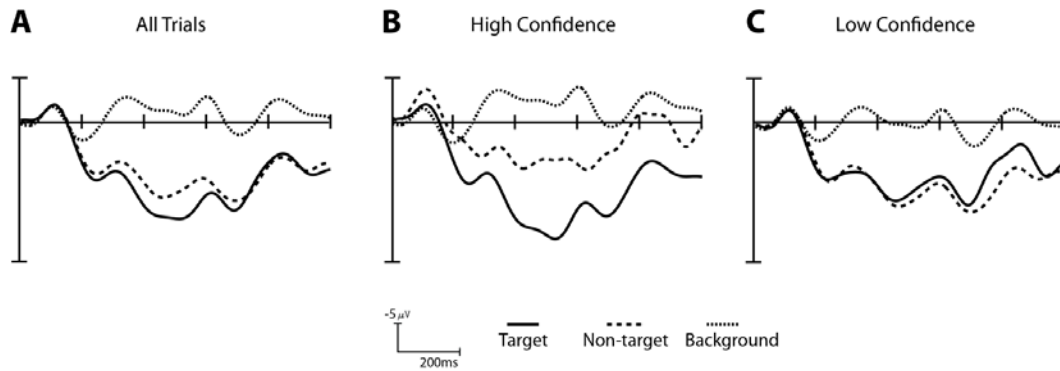 A All Trials
B High Confidence
C Low Confidence
-5 μV
200ms
Target
Non-target
Background